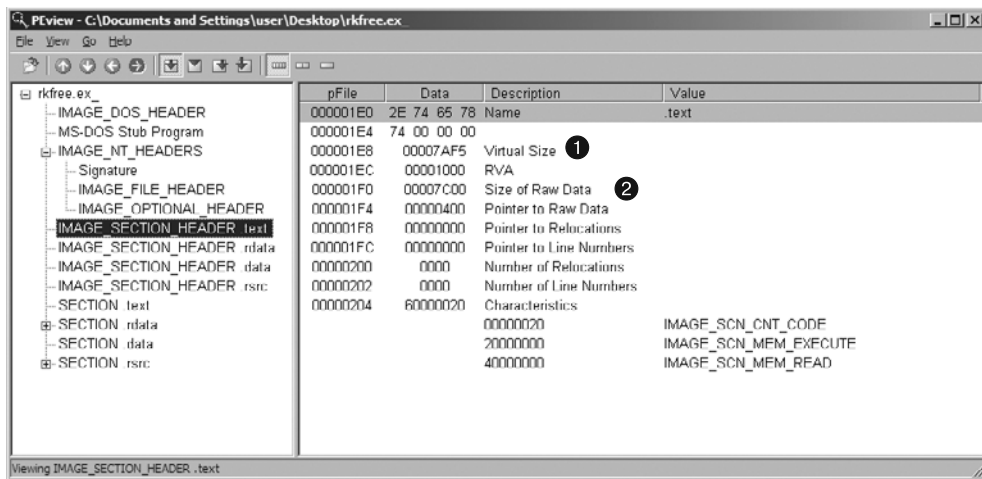 PEview - C:\Documents and Settings\user\Desktop\rkfree.ex_
File View Go Help
rkfree.ex_
IMAGE_DOS_HEADER
MS-DOS Stub Program
IMAGE_NT_HEADERS
Signature
IMAGE_FILE_HEADER
IMAGE_OPTIONAL_HEADER
IMAGE_SECTION_HEADER .text
IMAGE_SECTION_HEADER .rdata
IMAGE_SECTION_HEADER .data
IMAGE_SECTION_HEADER .rsrc
SECTION .text
SECTION .rdata
SECTION .data
SECTION .rsrc
pFile Data Description Value
000001E0 2E 74 65 78 Name .text
000001E4 74 00 00 00
000001E8 00007AF5 Virtual Size 1
000001EC 00001000 RVA
000001F0 00007C00 Size of Raw Data 2
000001F4 00000400 Pointer to Raw Data
000001F8 00000000 Pointer to Relocations
000001FC 00000000 Pointer to Line Numbers
00000200 0000 Number of Relocations
00000202 0000 Number of Line Numbers
00000204 60000020 Characteristics
00000020 IMAGE_SCN_CNT_CODE
20000000 IMAGE_SCN_MEM_EXECUTE
40000000 IMAGE_SCN_MEM_READ
Viewing IMAGE_SECTION_HEADER .text